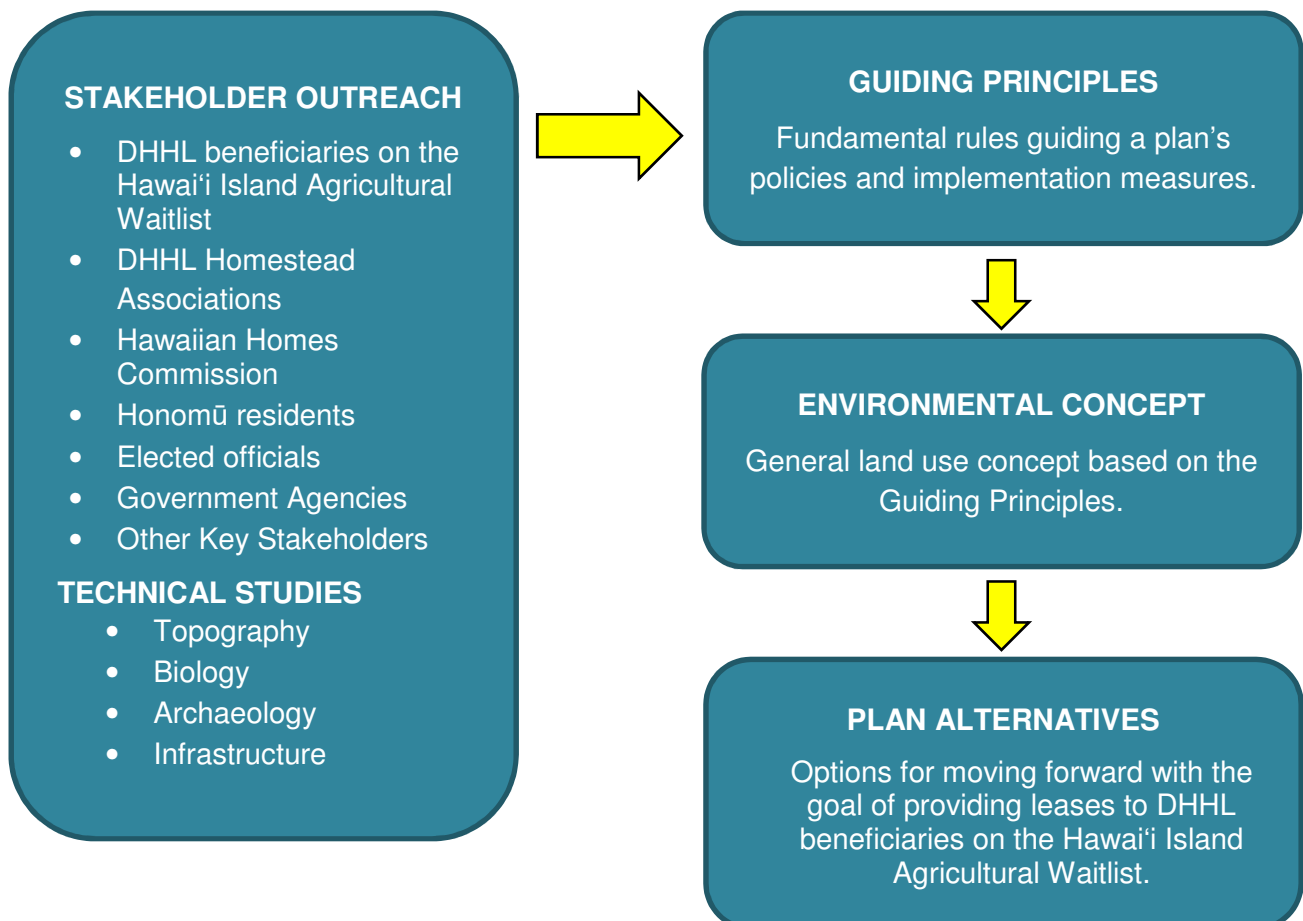 STAKEHOLDER OUTREACH
• DHHL beneficiaries on the
Hawai‘i Island Agricultural
Waitlist
• DHHL Homestead
Associations
• Hawaiian Homes
Commission
• Honomū residents
• Elected officials
• Government Agencies
• Other Key Stakeholders
TECHNICAL STUDIES
• Topography
• Biology
• Archaeology
• Infrastructure
GUIDING PRINCIPLES
Fundamental rules guiding a plan’s
policies and implementation measures.
ENVIRONMENTAL CONCEPT
General land use concept based on the
Guiding Principles.
PLAN ALTERNATIVES
Options for moving forward with the
goal of providing leases to DHHL
beneficiaries on the Hawai‘i Island
Agricultural Waitlist.